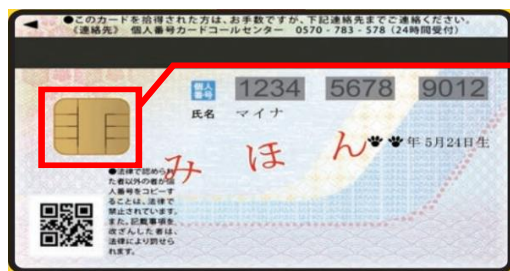 ●このカードを拾得された方は、お手数ですが、下記連絡先までご連絡ください。
《連絡先》 個人番号カードコールセンター 0570-783-578（24時間受付）
個人番号 1234 5678 9012
氏名 マイナ
年 5月24日生
みほん
●法律で認められ
た者以外の者が個
人番号をコピーす
ることは、法律で
禁止されています。
また、記載事項を
改ざんした者は、
法律により罰せら
れます。